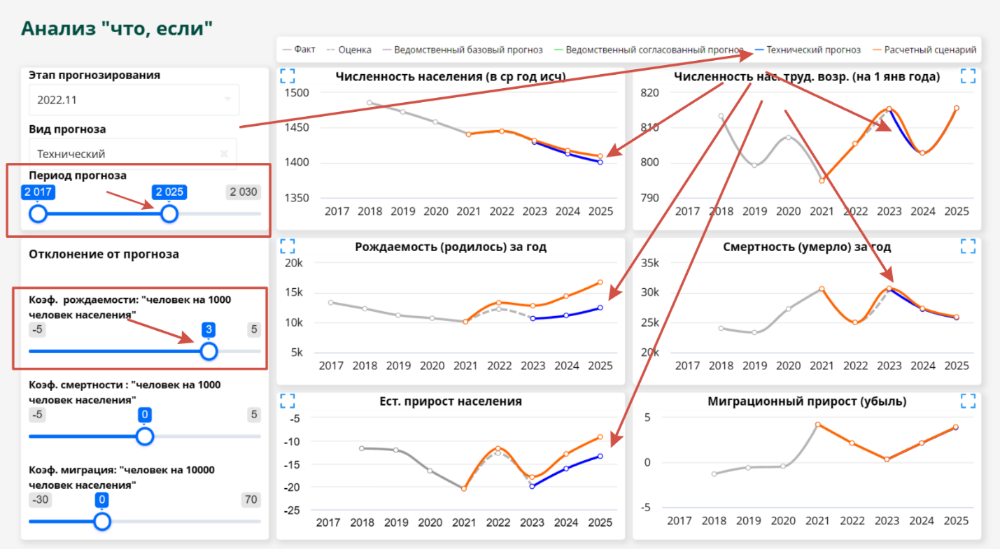 Анализ "что, если"
Факт
Оценка
Ведомственный базовый прогноз
Ведомственный согласованный прогноз
Технический прогноз
Расчетный сценарий
Этап прогнозирования
2022.11
Вид прогноза
Технический
Период прогноза
2 017
2 025
2 030
Отклонение от прогноза
Коэф. рождаемости: "человек на 1000
человек населения"
-5
3
5
Коэф. смертности : "человек на 1000
человек населения"
-5
0
5
Коэф. миграция: "человек на 10000
человек населения"
-30
0
70
Численность населения (в ср год исч)
1500
1450
1400
1350
2017 2018 2019 2020 2021 2022 2023 2024 2025
Численность нас. труд. возр. (на 1 янв года)
820
810
800
790
2017 2018 2019 2020 2021 2022 2023 2024 2025
Рождаемость (родилось) за год
20k
15k
10k
5k
2017 2018 2019 2020 2021 2022 2023 2024 2025
Смертность (умерло) за год
35k
30k
25k
20k
2017 2018 2019 2020 2021 2022 2023 2024 2025
Ест. прирост населения
-5
-10
-15
-20
-25
2017 2018 2019 2020 2021 2022 2023 2024 2025
Миграционный прирост (убыль)
5
0
-5
2017 2018 2019 2020 2021 2022 2023 2024 2025